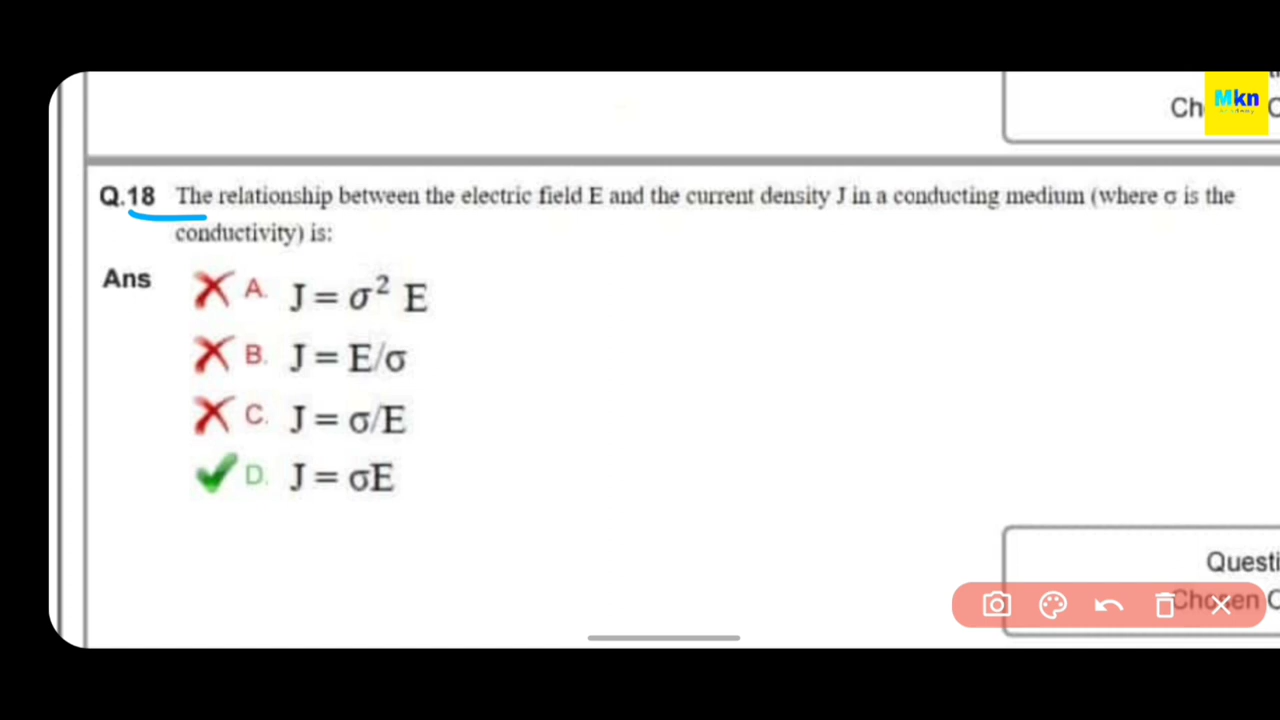 Ch
Mkn
Q.18 The relationship between the electric field E and the current density J in a conducting medium (where σ is the
conductivity) is:
Ans
A. J = σ² E
B. J = E/σ
C. J = σ/E
D. J = σE
Questi
Chosen